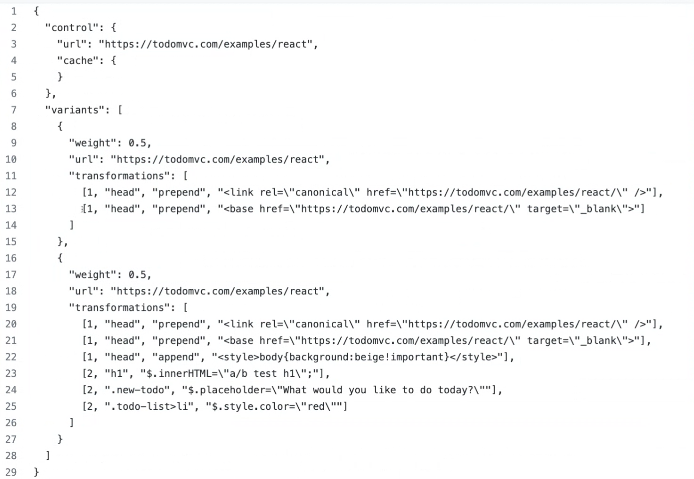 1 {
2   "control": {
3     "url": "https://todomvc.com/examples/react",
4     "cache": {
5     }
6   },
7   "variants": [
8     {
9       "weight": 0.5,
10       "url": "https://todomvc.com/examples/react",
11       "transformations": [
12         [1, "head", "prepend", "<link rel=\"canonical\" href=\"https://todomvc.com/examples/react/\" />"],
13         [1, "head", "prepend", "<base href=\"https://todomvc.com/examples/react/\" target=\"_blank\">"]
14       ]
15     },
16     {
17       "weight": 0.5,
18       "url": "https://todomvc.com/examples/react",
19       "transformations": [
20         [1, "head", "prepend", "<link rel=\"canonical\" href=\"https://todomvc.com/examples/react/\" />"],
21         [1, "head", "prepend", "<base href=\"https://todomvc.com/examples/react/\" target=\"_blank\">"],
22         [1, "head", "append", "<style>body{background:beige!important}</style>"],
23         [2, "h1", "$.innerHTML=\"a/b test h1\";"],
24         [2, ".new-todo", "$.placeholder=\"What would you like to do today?\""],
25         [2, ".todo-list>li", "$.style.color=\"red\""]
26       ]
27     }
28   ]
29 }